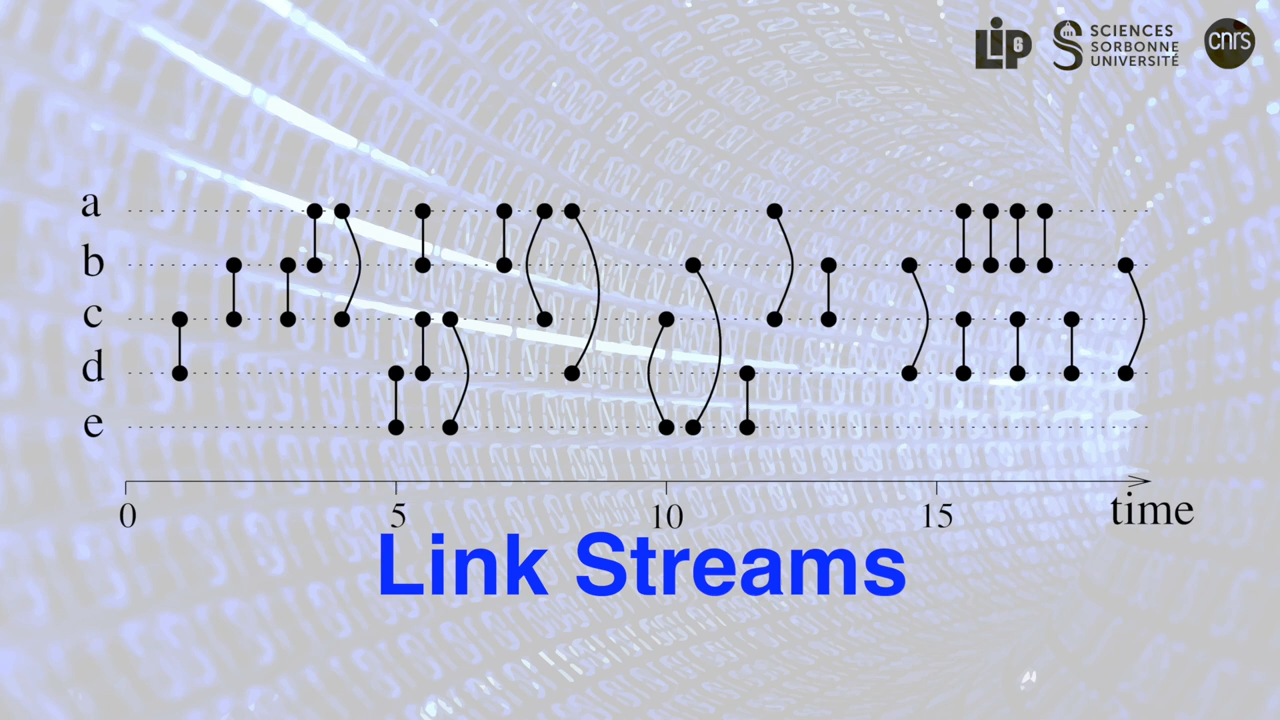 LIP6
SCIENCES
SORBONNE
UNIVERSITÉ
cnrs
a
b
c
d
e
0 5 10 15 time
Link Streams